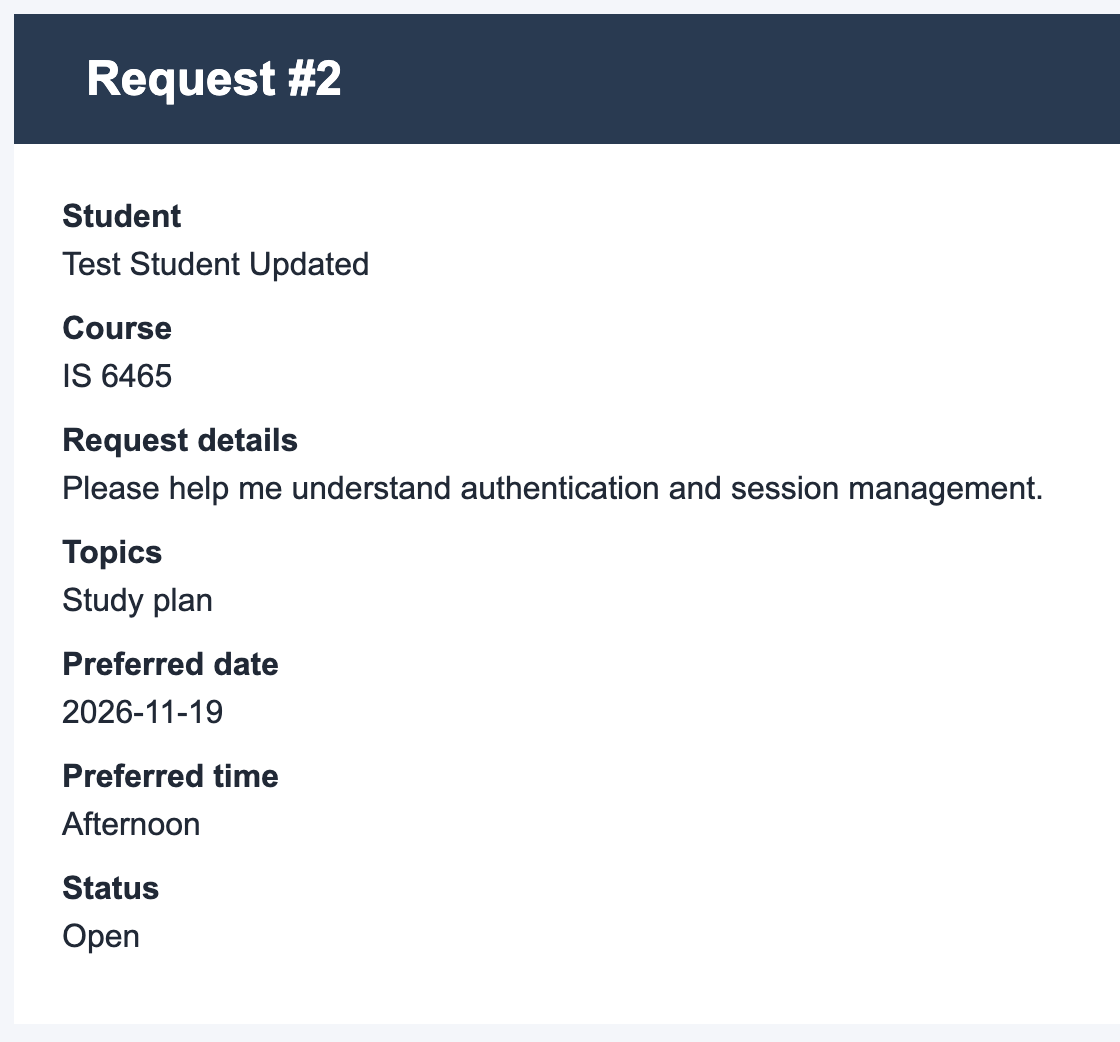 Request #2
Student
Test Student Updated
Course
IS 6465
Request details
Please help me understand authentication and session management.
Topics
Study plan
Preferred date
2026-11-19
Preferred time
Afternoon
Status
Open